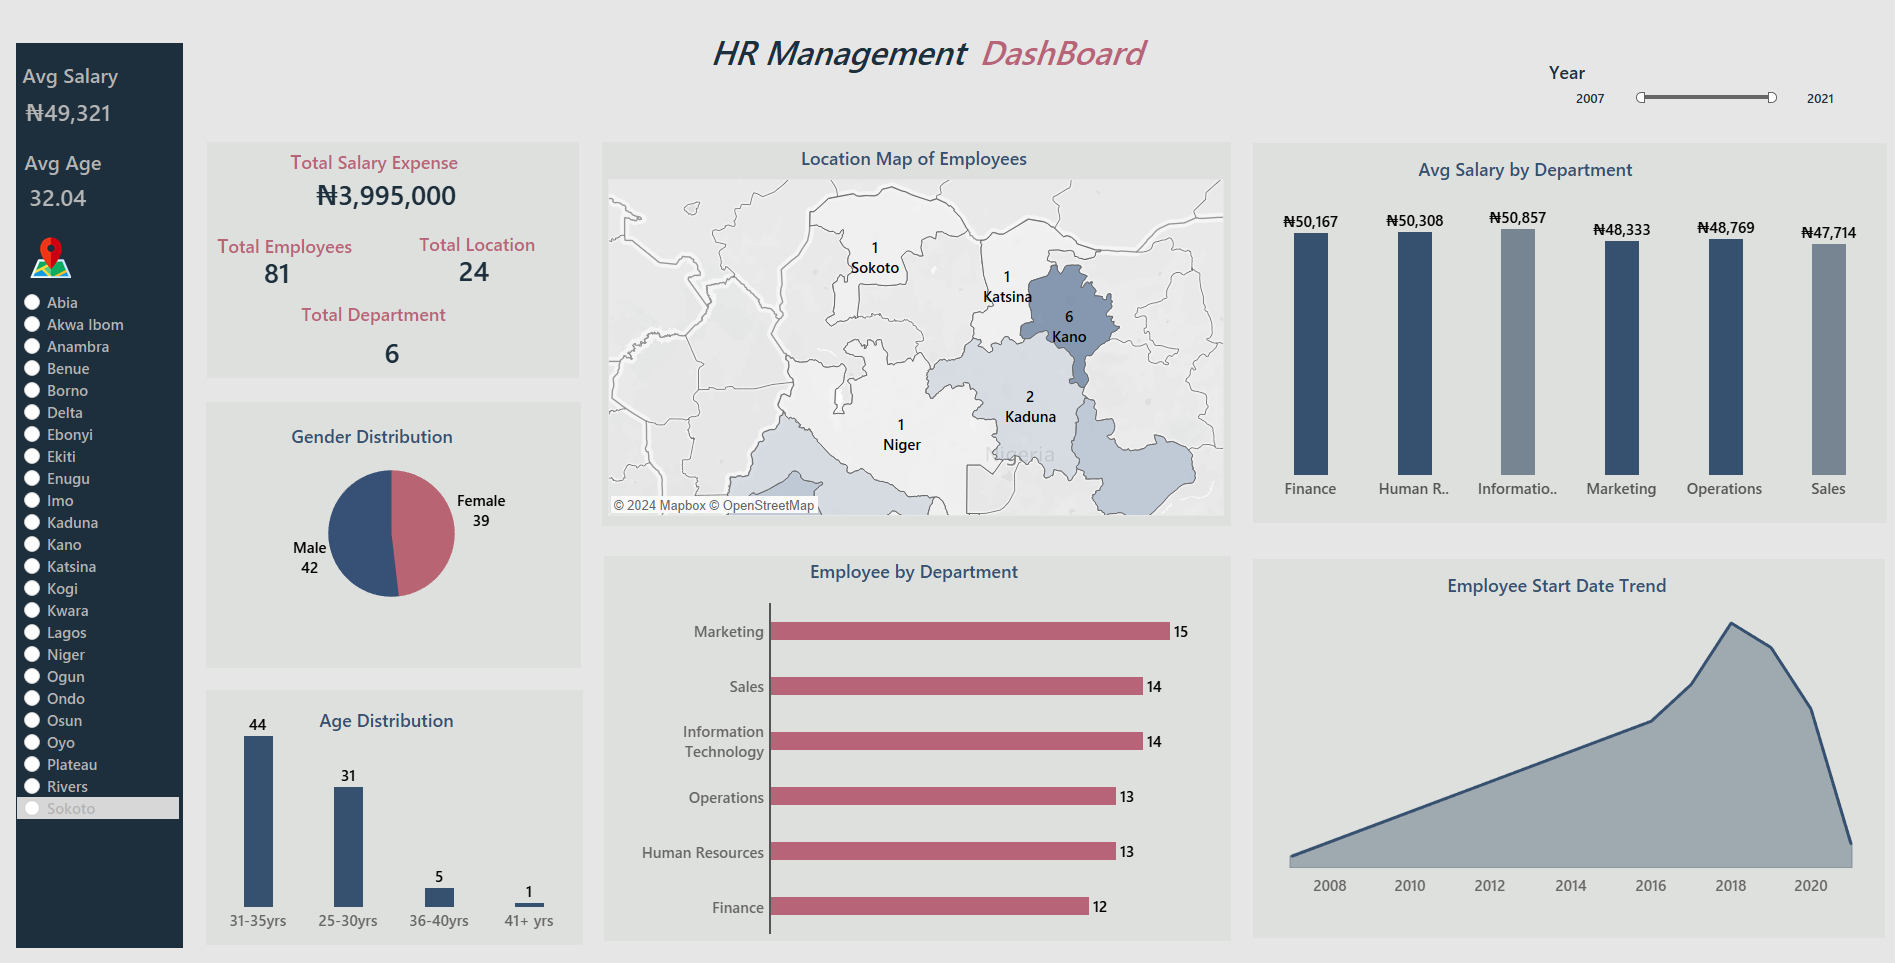 HR Management DashBoard
Avg Salary
₦49,321
Avg Age
32.04
Abia
Akwa Ibom
Anambra
Benue
Borno
Delta
Ebonyi
Ekiti
Enugu
Imo
Kaduna
Kano
Katsina
Kogi
Kwara
Lagos
Niger
Ogun
Ondo
Osun
Oyo
Plateau
Rivers
Sokoto
Year
2007 2021
Total Salary Expense
₦3,995,000
Total Employees Total Location
81 24
Total Department
6
Gender Distribution
Female
39
Male
42
Age Distribution
44
31
5
1
31-35yrs 25-30yrs 36-40yrs 41+ yrs
Location Map of Employees
1
Sokoto
1
Katsina
6
Kano
2
Kaduna
1
Niger
Nigeria
© 2024 Mapbox © OpenStreetMap
Employee by Department
Marketing 15
Sales 14
Information
Technology 14
Operations 13
Human Resources 13
Finance 12
Avg Salary by Department
₦50,167 ₦50,308 ₦50,857 ₦48,333 ₦48,769 ₦47,714
Finance Human R.. Informatio.. Marketing Operations Sales
Employee Start Date Trend
2008 2010 2012 2014 2016 2018 2020